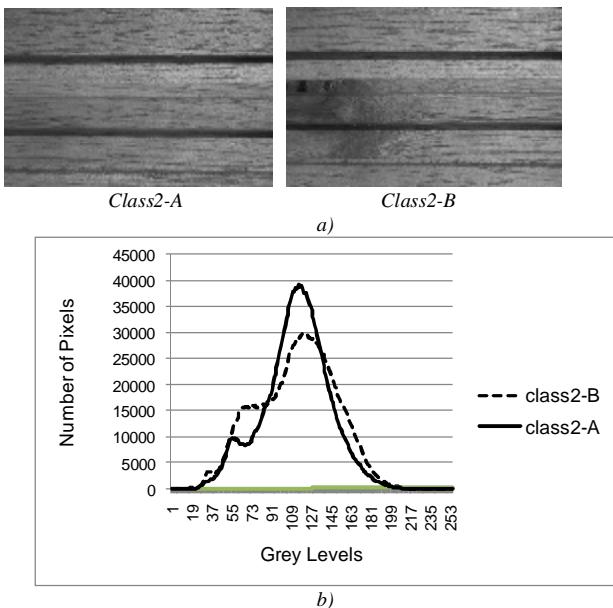 Class2-A Class2-B
a)
45000
40000
35000
30000
25000
20000
15000
10000
5000
0
Number of Pixels
1 19 37 55 73 91 109 127 145 163 181 199 217 235 253
Grey Levels
class2-B
class2-A
b)